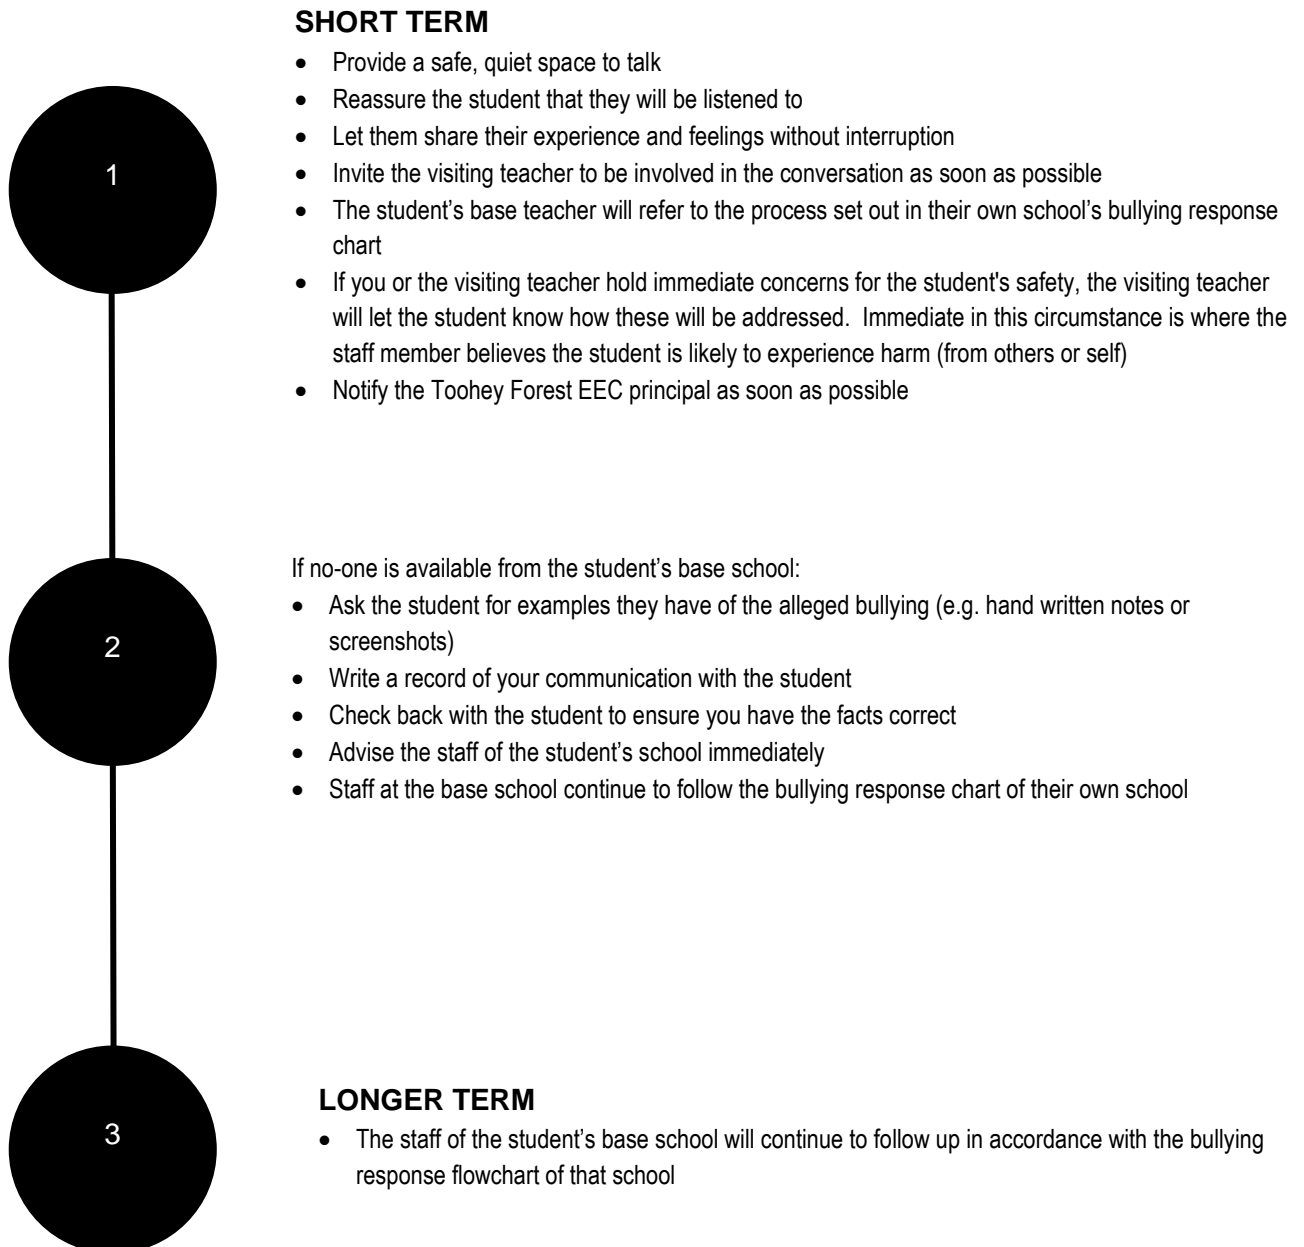 SHORT TERM
• Provide a safe, quiet space to talk
• Reassure the student that they will be listened to
• Let them share their experience and feelings without interruption
1
• Invite the visiting teacher to be involved in the conversation as soon as possible
• The student’s base teacher will refer to the process set out in their own school’s bullying response
chart
• If you or the visiting teacher hold immediate concerns for the student's safety, the visiting teacher
will let the student know how these will be addressed.  Immediate in this circumstance is where the
staff member believes the student is likely to experience harm (from others or self)
• Notify the Toohey Forest EEC principal as soon as possible
If no-one is available from the student’s base school:
• Ask the student for examples they have of the alleged bullying (e.g. hand written notes or
screenshots)
2
• Write a record of your communication with the student
• Check back with the student to ensure you have the facts correct
• Advise the staff of the student’s school immediately
• Staff at the base school continue to follow the bullying response chart of their own school
LONGER TERM
3
• The staff of the student’s base school will continue to follow up in accordance with the bullying
response flowchart of that school